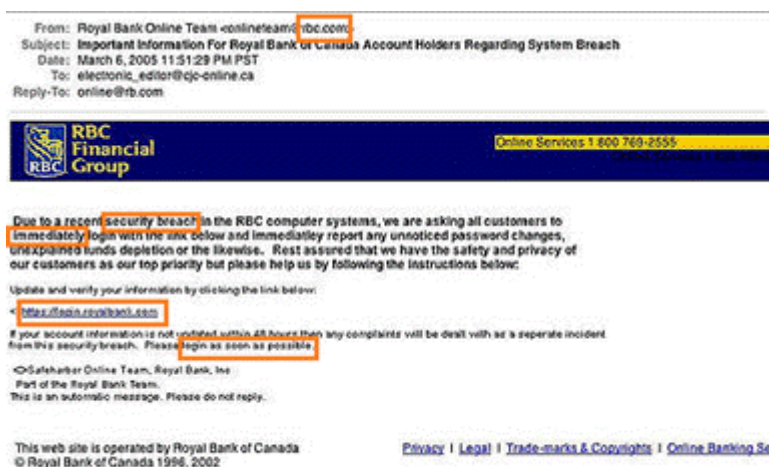 From: Royal Bank Online Team <onlineteam@rbc.com>
Subject: Important Information For Royal Bank of Canada Account Holders Regarding System Breach
Date: March 6, 2005 11:51:29 PM PST
To: electronic_editor@cjc-online.ca
Reply-To: online@rb.com
RBC
Financial
Group
RBC
Online Services 1 800 769-2555
Due to a recent security breach in the RBC computer systems, we are asking all customers to
immediately login with the link below and immediatley report any unnoticed password changes,
unexplained funds depletion or the likewise. Rest assured that we have the safety and privacy of
our customers as our top priority but please help us by following the instructions below:
Update and verify your information by clicking the link below:
<https://login.royalbank.com
If your account information is not updated within 48 hours then any complaints will be dealt with as a seperate incident
from this security breach. Please login as soon as possible.
<>Safeharbor Online Team, Royal Bank, Inc
Part of the Royal Bank Team.
This is an automatic message. Please do not reply.
This web site is operated by Royal Bank of Canada
© Royal Bank of Canada 1996, 2002
Privacy | Legal | Trade-marks & Copyrights | Online Banking Se